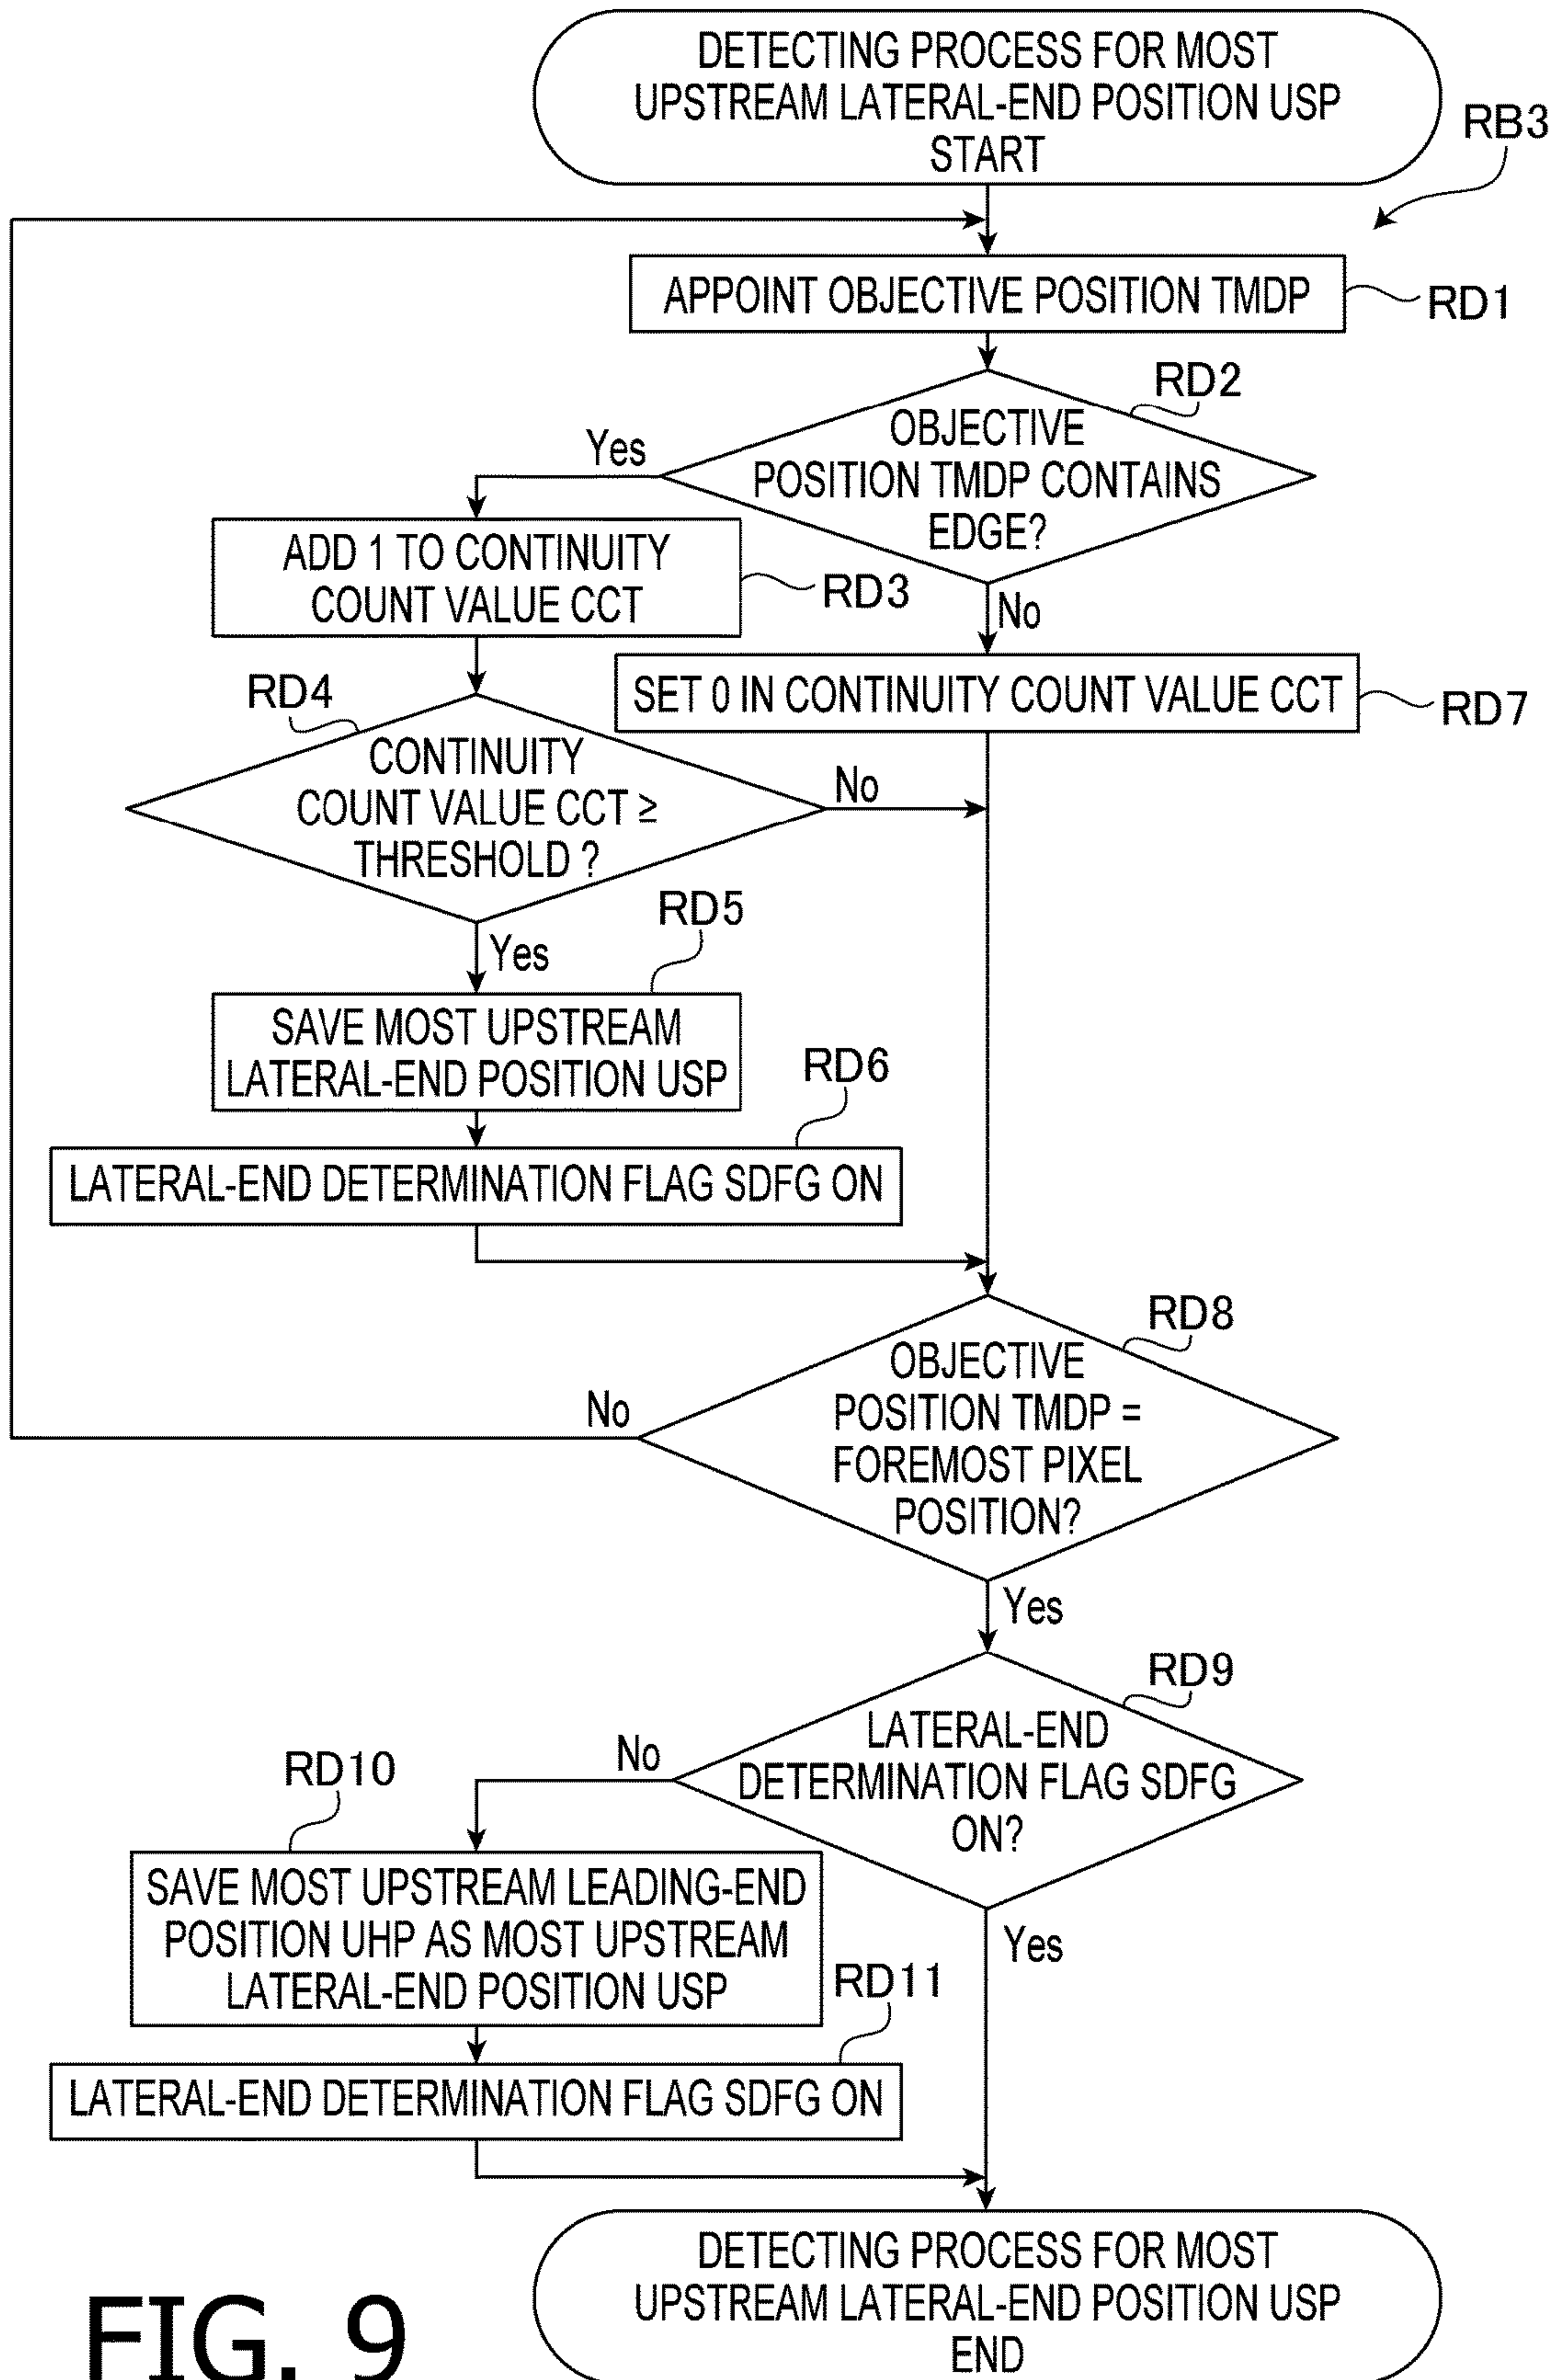 DETECTING PROCESS FOR MOST
UPSTREAM LATERAL-END POSITION USP
START
RB3
APPOINT OBJECTIVE POSITION TMDP
RD1
RD2
OBJECTIVE
POSITION TMDP CONTAINS
EDGE?
Yes
No
ADD 1 TO CONTINUITY
COUNT VALUE CCT
RD3
SET 0 IN CONTINUITY COUNT VALUE CCT
RD7
RD4
CONTINUITY
COUNT VALUE CCT ≥
THRESHOLD ?
No
Yes
RD5
SAVE MOST UPSTREAM
LATERAL-END POSITION USP
RD6
LATERAL-END DETERMINATION FLAG SDFG ON
RD8
OBJECTIVE
POSITION TMDP =
FOREMOST PIXEL
POSITION?
No
Yes
RD9
LATERAL-END
DETERMINATION FLAG SDFG
ON?
No
Yes
RD10
SAVE MOST UPSTREAM LEADING-END
POSITION UHP AS MOST UPSTREAM
LATERAL-END POSITION USP
RD11
LATERAL-END DETERMINATION FLAG SDFG ON
DETECTING PROCESS FOR MOST
UPSTREAM LATERAL-END POSITION USP
END
FIG. 9